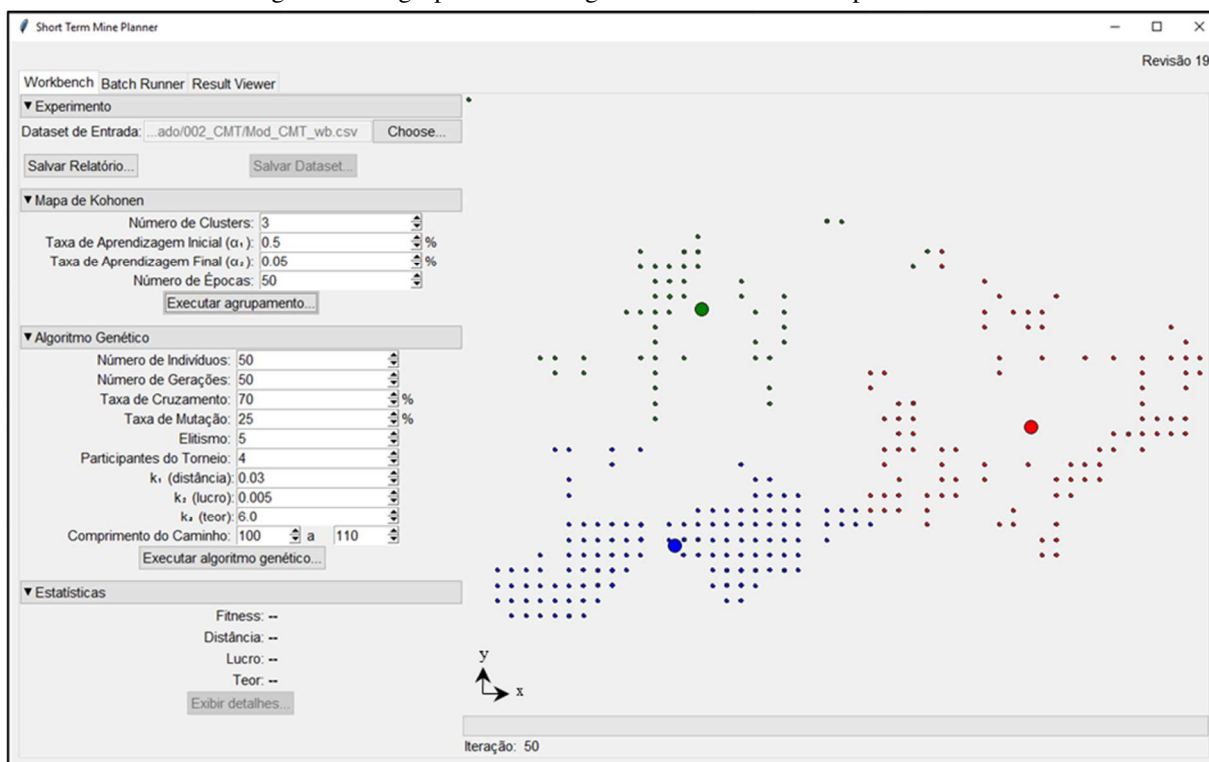 Short Term Mine Planner
Revisão 19
Workbench Batch Runner Result Viewer
▼ Experimento
Dataset de Entrada: ...ado/002_CMT/Mod_CMT_wb.csv Choose...
Salvar Relatório... Salvar Dataset...
▼ Mapa de Kohonen
Número de Clusters: 3
Taxa de Aprendizagem Inicial (α₁): 0.5 %
Taxa de Aprendizagem Final (α₂): 0.05 %
Número de Épocas: 50
Executar agrupamento...
▼ Algoritmo Genético
Número de Indivíduos: 50
Número de Gerações: 50
Taxa de Cruzamento: 70 %
Taxa de Mutação: 25 %
Elitismo: 5
Participantes do Torneio: 4
k₁ (distância): 0.03
k₂ (lucro): 0.005
k₃ (teor): 6.0
Comprimento do Caminho: 100 a 110
Executar algoritmo genético...
▼ Estatísticas
Fitness: --
Distância: --
Lucro: --
Teor: --
Exibir detalhes...
y
x
Iteração: 50